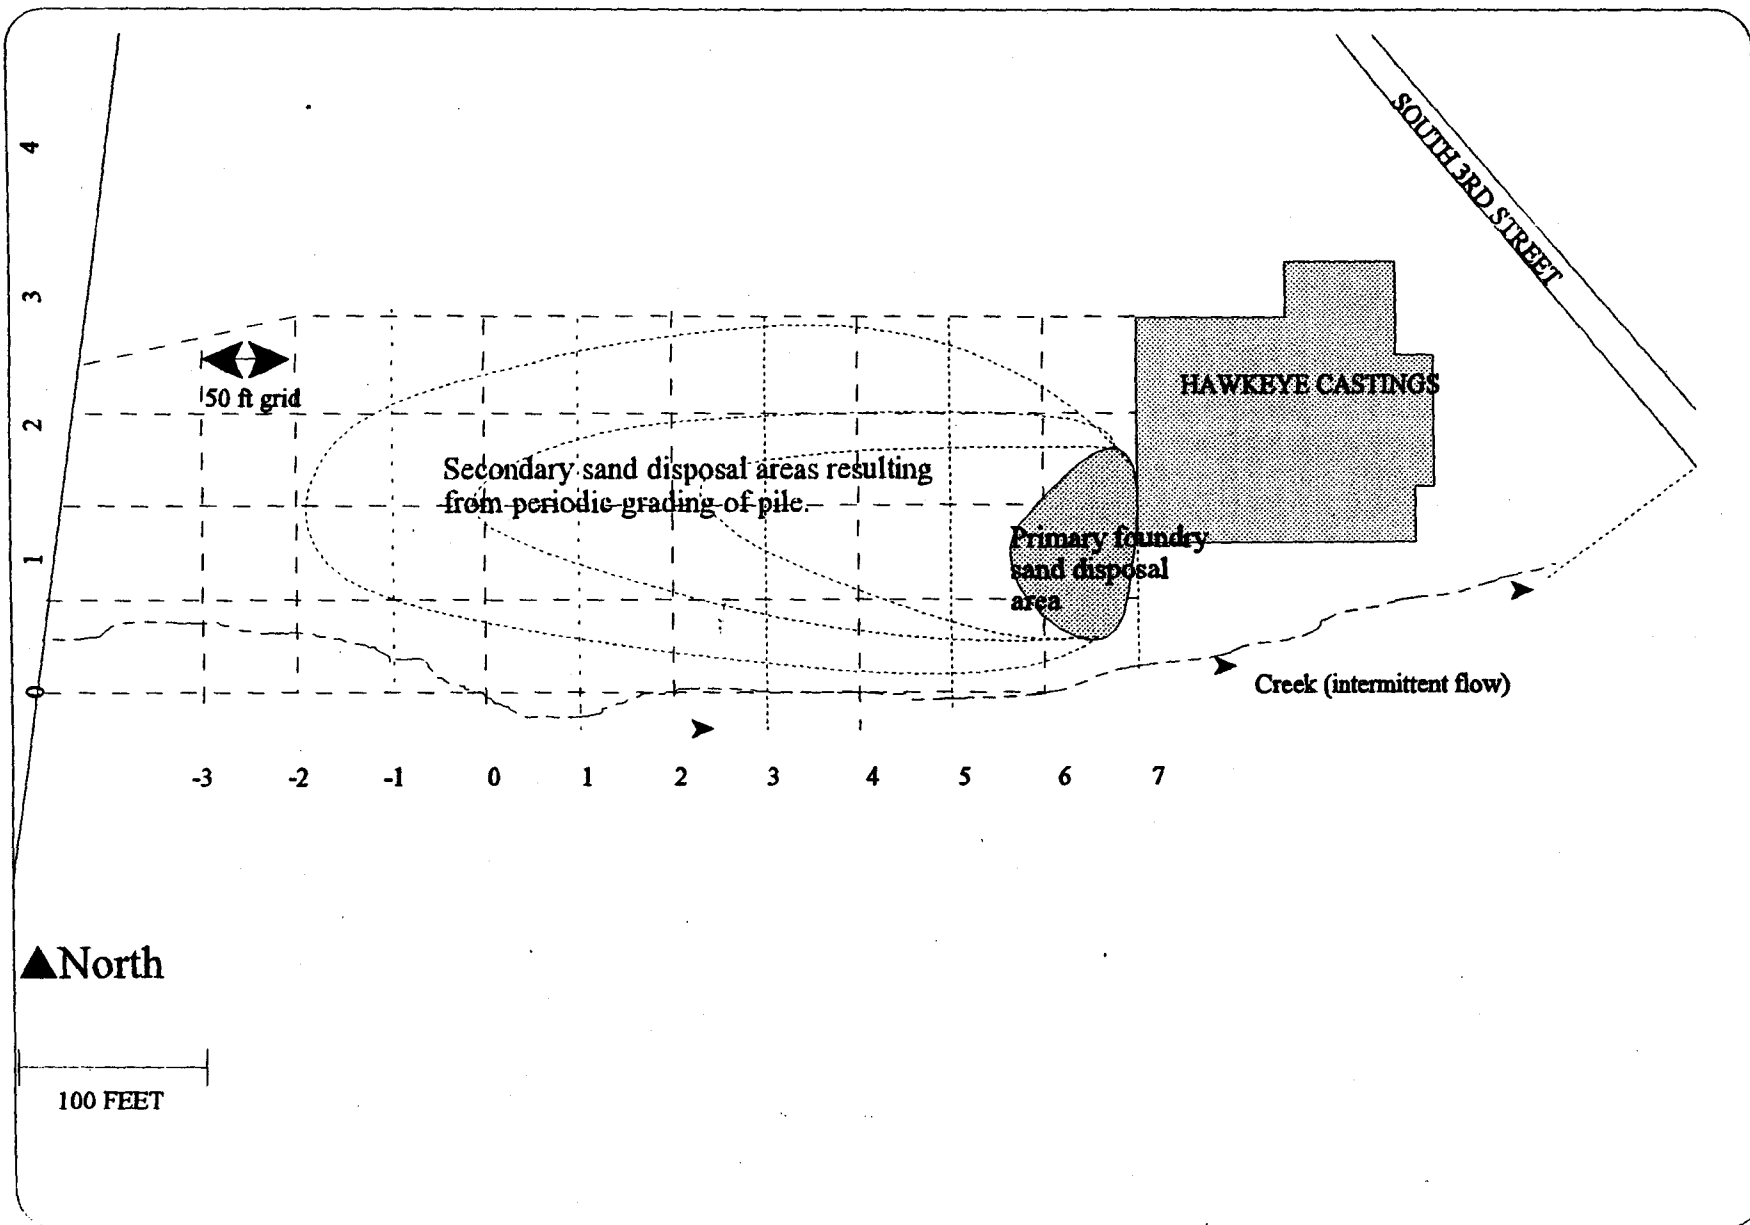 4
SOUTH 3RD STREET
3
50 ft grid
HAWKEYE CASTINGS
2
Secondary sand disposal areas resulting
from periodic grading of pile.
Primary foundry
sand disposal
area
1
0
Creek (intermittent flow)
-3 -2 -1 0 1 2 3 4 5 6 7
North
100 FEET